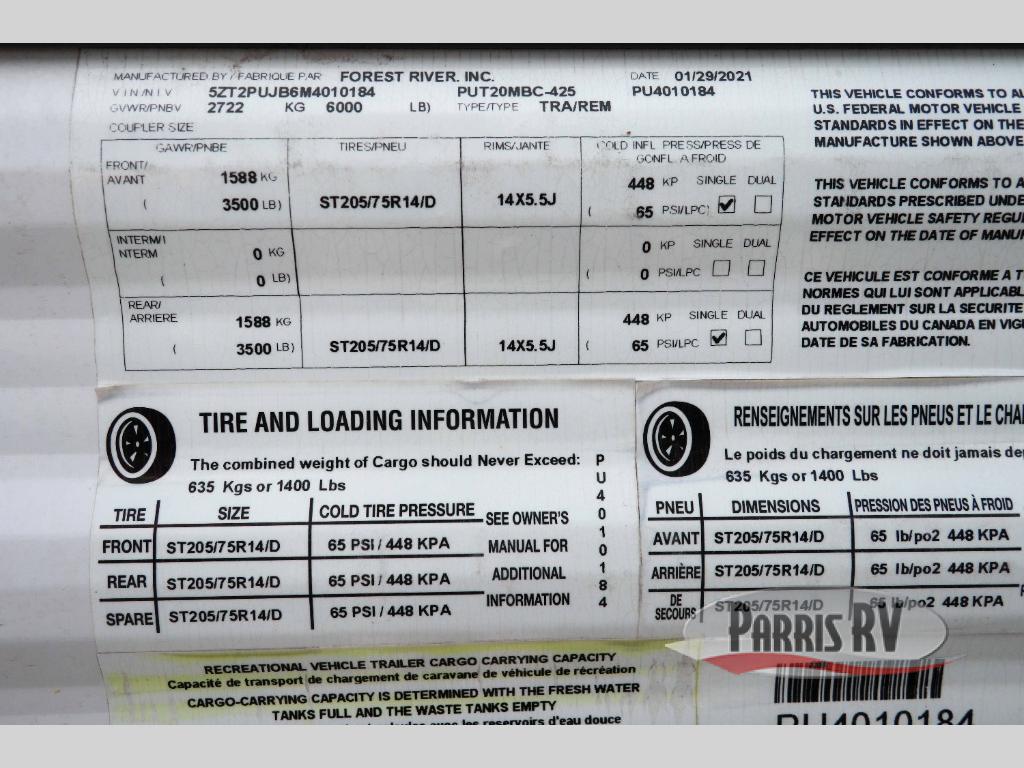 MANUFACTURED BY / FABRIQUE PAR FOREST RIVER, INC. DATE 01/29/2021
VIN/NIV 5ZT2PUJB6M4010184 PUT20MBC-425 PU4010184
GVWR/PNBV 2722 KG 6000 LB) TYPE/TYPE TRA/REM
COUPLER SIZE
GAWR/PNBE TIRES/PNEU RIMS/JANTE COLD INFL PRESS/PRESS DE
GONFL A FROID
FRONT/
AVANT 1588 KG 448 KP SINGLE DUAL
( 3500 LB) ST205/75R14/D 14X5.5J ( 65 PSI/LPC)
INTERM/I
NTERM 0 KG 0 KP SINGLE DUAL
( 0 LB) ( 0 PSI/LPC
REAR/
ARRIERE 1588 KG 448 KP SINGLE DUAL
( 3500 LB) ST205/75R14/D 14X5.5J ( 65 PSI/LPC
THIS VEHICLE CONFORMS TO
U.S. FEDERAL MOTOR VEHICLE
STANDARDS IN EFFECT ON THE
MANUFACTURE SHOWN ABOVE
THIS VEHICLE CONFORMS TO
STANDARDS PRESCRIBED UNDE
MOTOR VEHICLE SAFETY REGU
EFFECT ON THE DATE OF MANU
CE VEHICULE EST CONFORME A
NORMES QUI LUI SONT APPLICABL
DU REGLEMENT SUR LA SECURITE
AUTOMOBILES DU CANADA EN VIG
DATE DE SA FABRICATION.
TIRE AND LOADING INFORMATION
The combined weight of Cargo should Never Exceed:
635 Kgs or 1400 Lbs
TIRE SIZE COLD TIRE PRESSURE
FRONT ST205/75R14/D 65 PSI / 448 KPA
REAR ST205/75R14/D 65 PSI / 448 KPA
SPARE ST205/75R14/D 65 PSI / 448 KPA
SEE OWNER'S
MANUAL FOR
ADDITIONAL
INFORMATION
PU4010184
RENSEIGNEMENTS SUR LES PNEUS ET LE CHA
Le poids du chargement ne doit jamais de
635 Kgs or 1400 Lbs
PNEU DIMENSIONS PRESSION DES PNEUS À FROID
AVANT ST205/75R14/D 65 lb/po2 448 KPA
ARRIÈRE ST205/75R14/D 65 lb/po2 448 KPA
DE
SECOURS ST205/75R14/D 65 lb/po2 448 KPA
PARRIS RV
RECREATIONAL VEHICLE TRAILER CARGO CARRYING CAPACITY
Capacité de transport de chargement de caravane de véhicule de récréation
CARGO-CARRYING CAPACITY IS DETERMINED WITH THE FRESH WATER
TANKS FULL AND THE WASTE TANKS EMPTY
avec les reservoirs d'eau douce
PU4010184